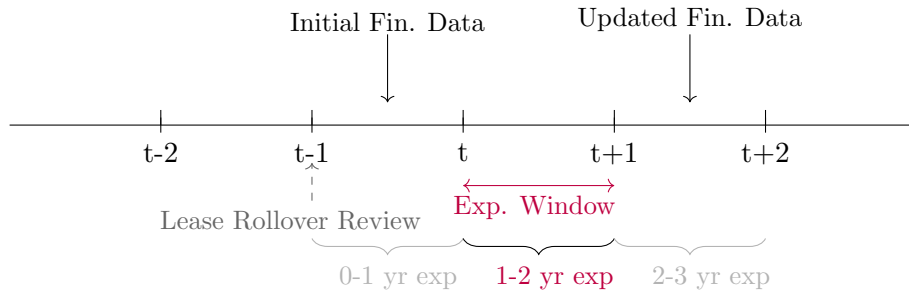 Initial Fin. Data
Updated Fin. Data
t-2
t-1
t
t+1
t+2
Exp. Window
Lease Rollover Review
0-1 yr exp
1-2 yr exp
2-3 yr exp